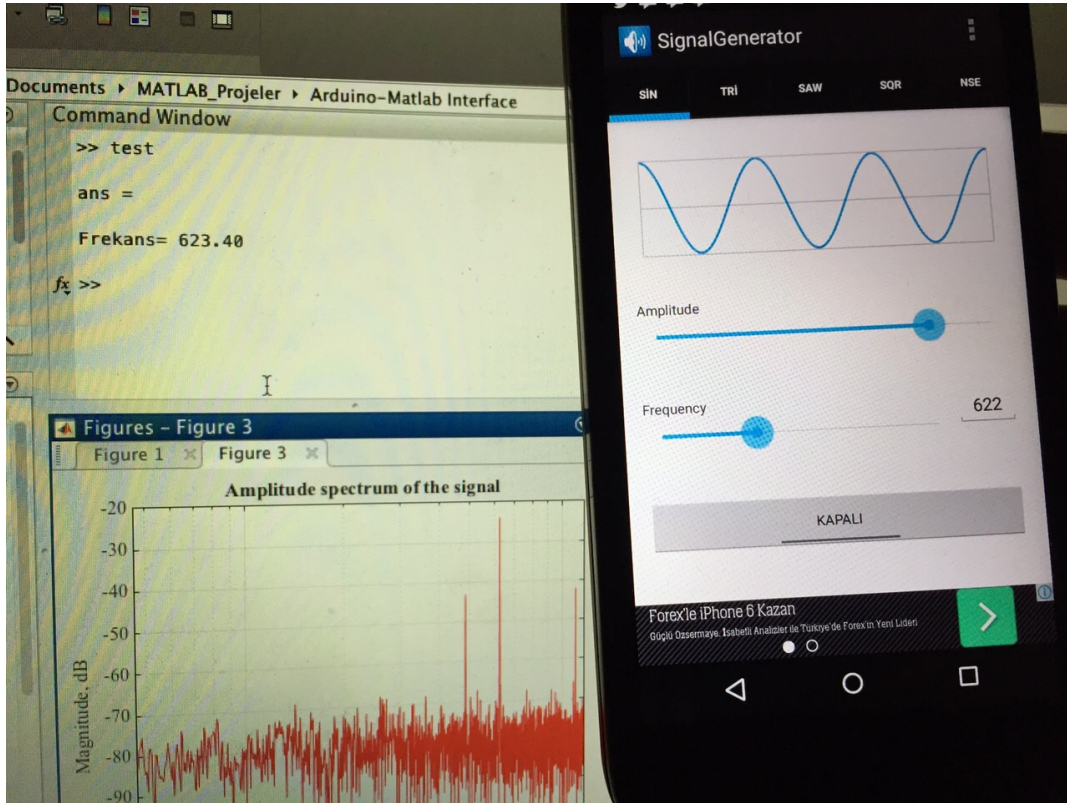 Documents ▸ MATLAB_Projeler ▸ Arduino-Matlab Interface
Command Window
>> test
ans =
Frekans= 623.40
fx >>
Figures - Figure 3
Figure 1
Figure 3
Amplitude spectrum of the signal
-20
-30
-40
-50
-60
-70
-80
-90
Magnitude, dB
SignalGenerator
SİN
TRİ
SAW
SQR
NSE
Amplitude
Frequency
622
KAPALI
Forex'le iPhone 6 Kazan
Güçlü Özsermaye, Isabetli Analizler ile Türkiye'de Forex'in Yeni Lideri